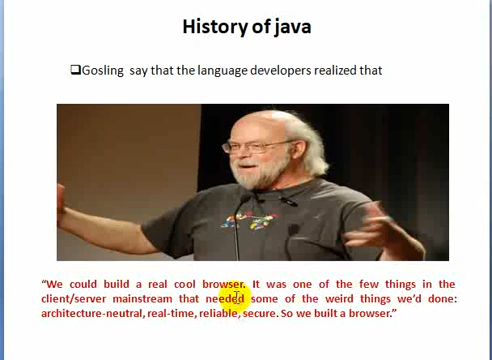 History of java
Gosling say that the language developers realized that
“We could build a real cool browser. It was one of the few things in the
client/server mainstream that needed some of the weird things we’d done:
architecture-neutral, real-time, reliable, secure. So we built a browser.”